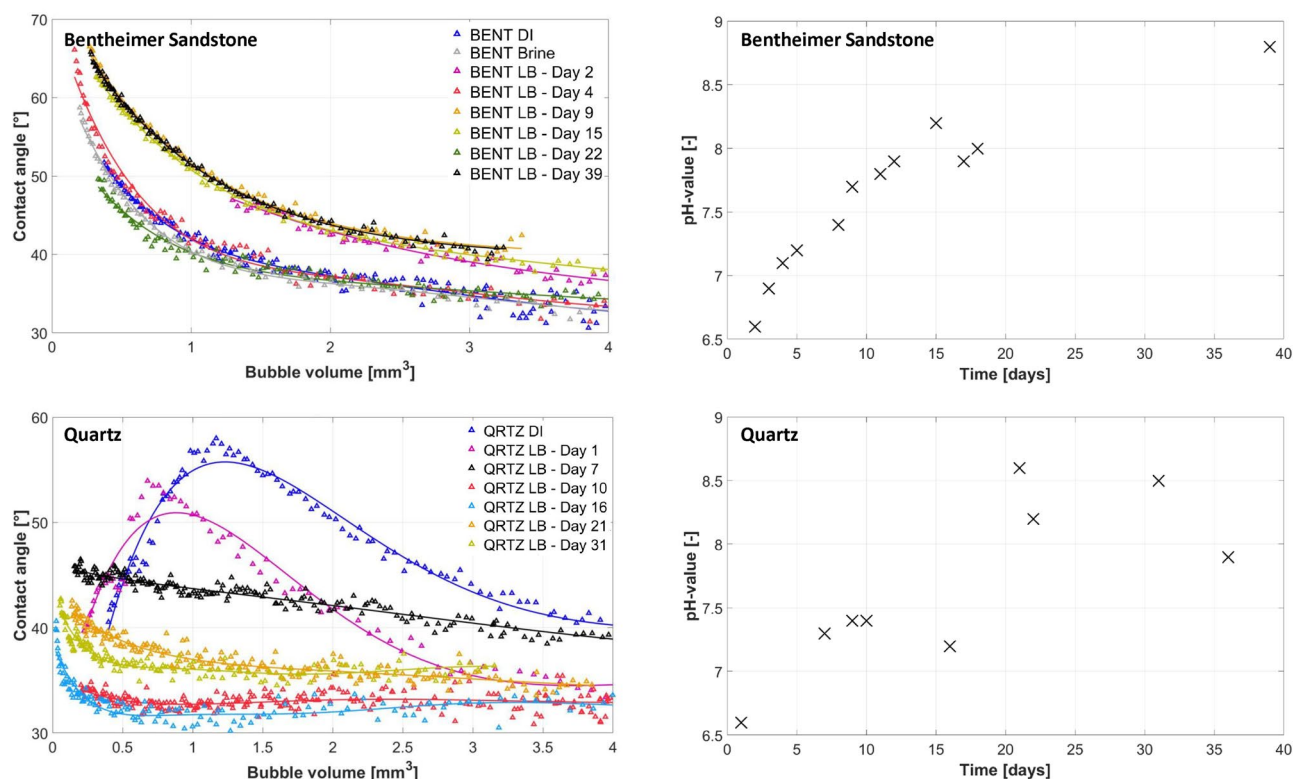 Bentheimer Sandstone
70
60
50
40
30
0
1
2
3
4
Contact angle [°]
Bubble volume [mm³]
BENT DI
BENT Brine
BENT LB - Day 2
BENT LB - Day 4
BENT LB - Day 9
BENT LB - Day 15
BENT LB - Day 22
BENT LB - Day 39
Bentheimer Sandstone
9
8.5
8
7.5
7
6.5
0
5
10
15
20
25
30
35
40
pH-value [-]
Time [days]
Quartz
60
50
40
30
0
0.5
1
1.5
2
2.5
3
3.5
4
Contact angle [°]
Bubble volume [mm³]
QRTZ DI
QRTZ LB - Day 1
QRTZ LB - Day 7
QRTZ LB - Day 10
QRTZ LB - Day 16
QRTZ LB - Day 21
QRTZ LB - Day 31
Quartz
9
8.5
8
7.5
7
6.5
0
5
10
15
20
25
30
35
40
pH-value [-]
Time [days]